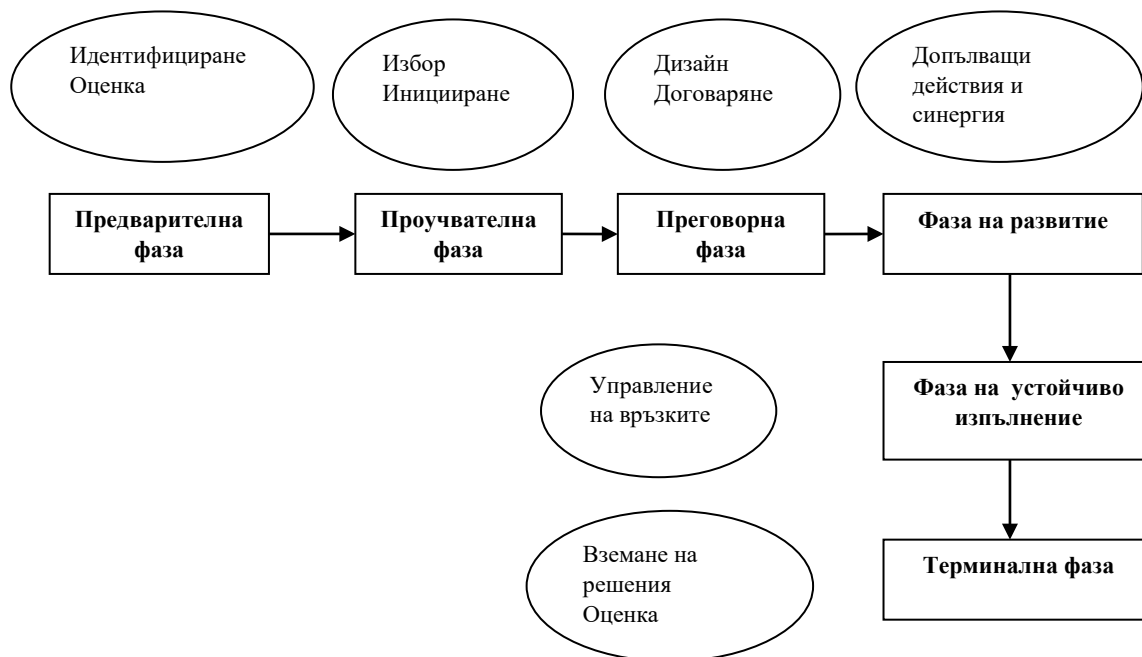 Идентифициране
Оценка
Избор
Иницииране
Дизайн
Договаряне
Допълващи
действия и
синергия
Предварителна
фаза
Проучвателна
фаза
Преговорна
фаза
Фаза на развитие
Управление
на връзките
Фаза на устойчиво
изпълнение
Вземане на
решения
Оценка
Терминална фаза